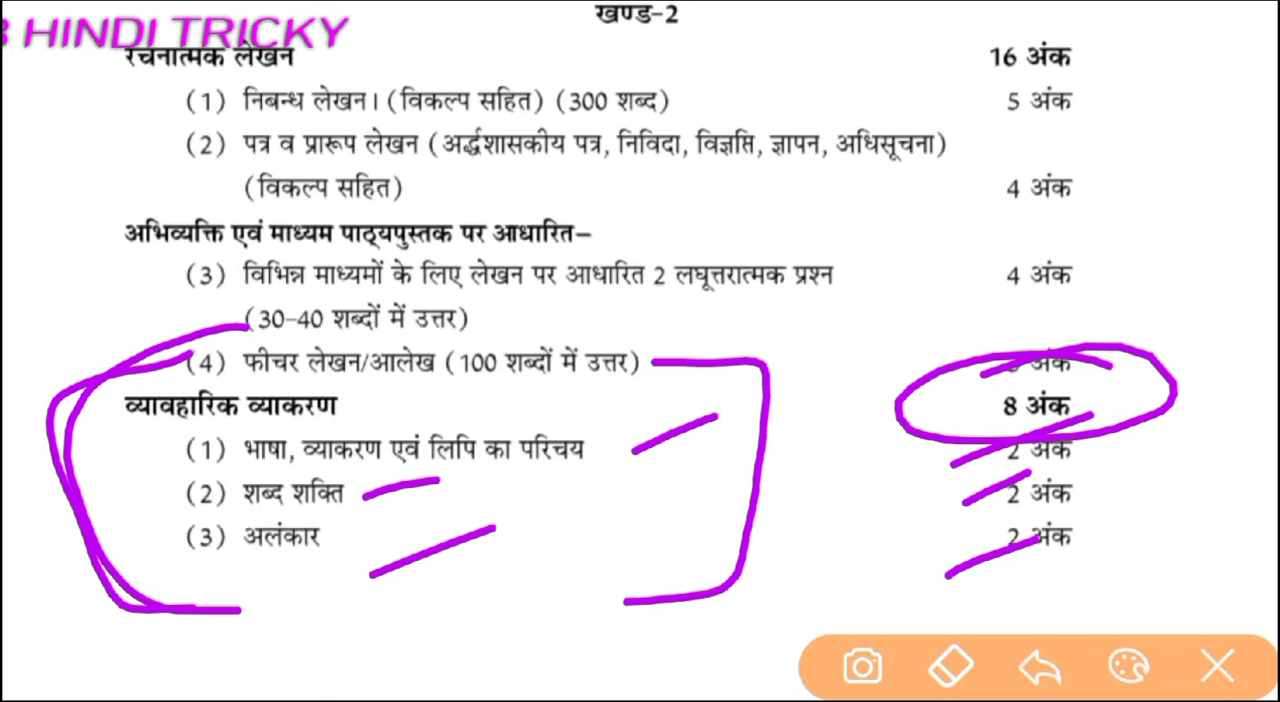 HINDI TRICKY
खण्ड-2
रचनात्मक लेखन 16 अंक
(1) निबन्ध लेखन। (विकल्प सहित) (300 शब्द) 5 अंक
(2) पत्र व प्रारूप लेखन (अर्द्धशासकीय पत्र, निविदा, विज्ञप्ति, ज्ञापन, अधिसूचना)
(विकल्प सहित) 4 अंक
अभिव्यक्ति एवं माध्यम पाठ्यपुस्तक पर आधारित–
(3) विभिन्न माध्यमों के लिए लेखन पर आधारित 2 लघूत्तरात्मक प्रश्न 4 अंक
(30-40 शब्दों में उत्तर)
(4) फीचर लेखन/आलेख (100 शब्दों में उत्तर) अंक
व्यावहारिक व्याकरण 8 अंक
(1) भाषा, व्याकरण एवं लिपि का परिचय 2 अंक
(2) शब्द शक्ति 2 अंक
(3) अलंकार 2 अंक